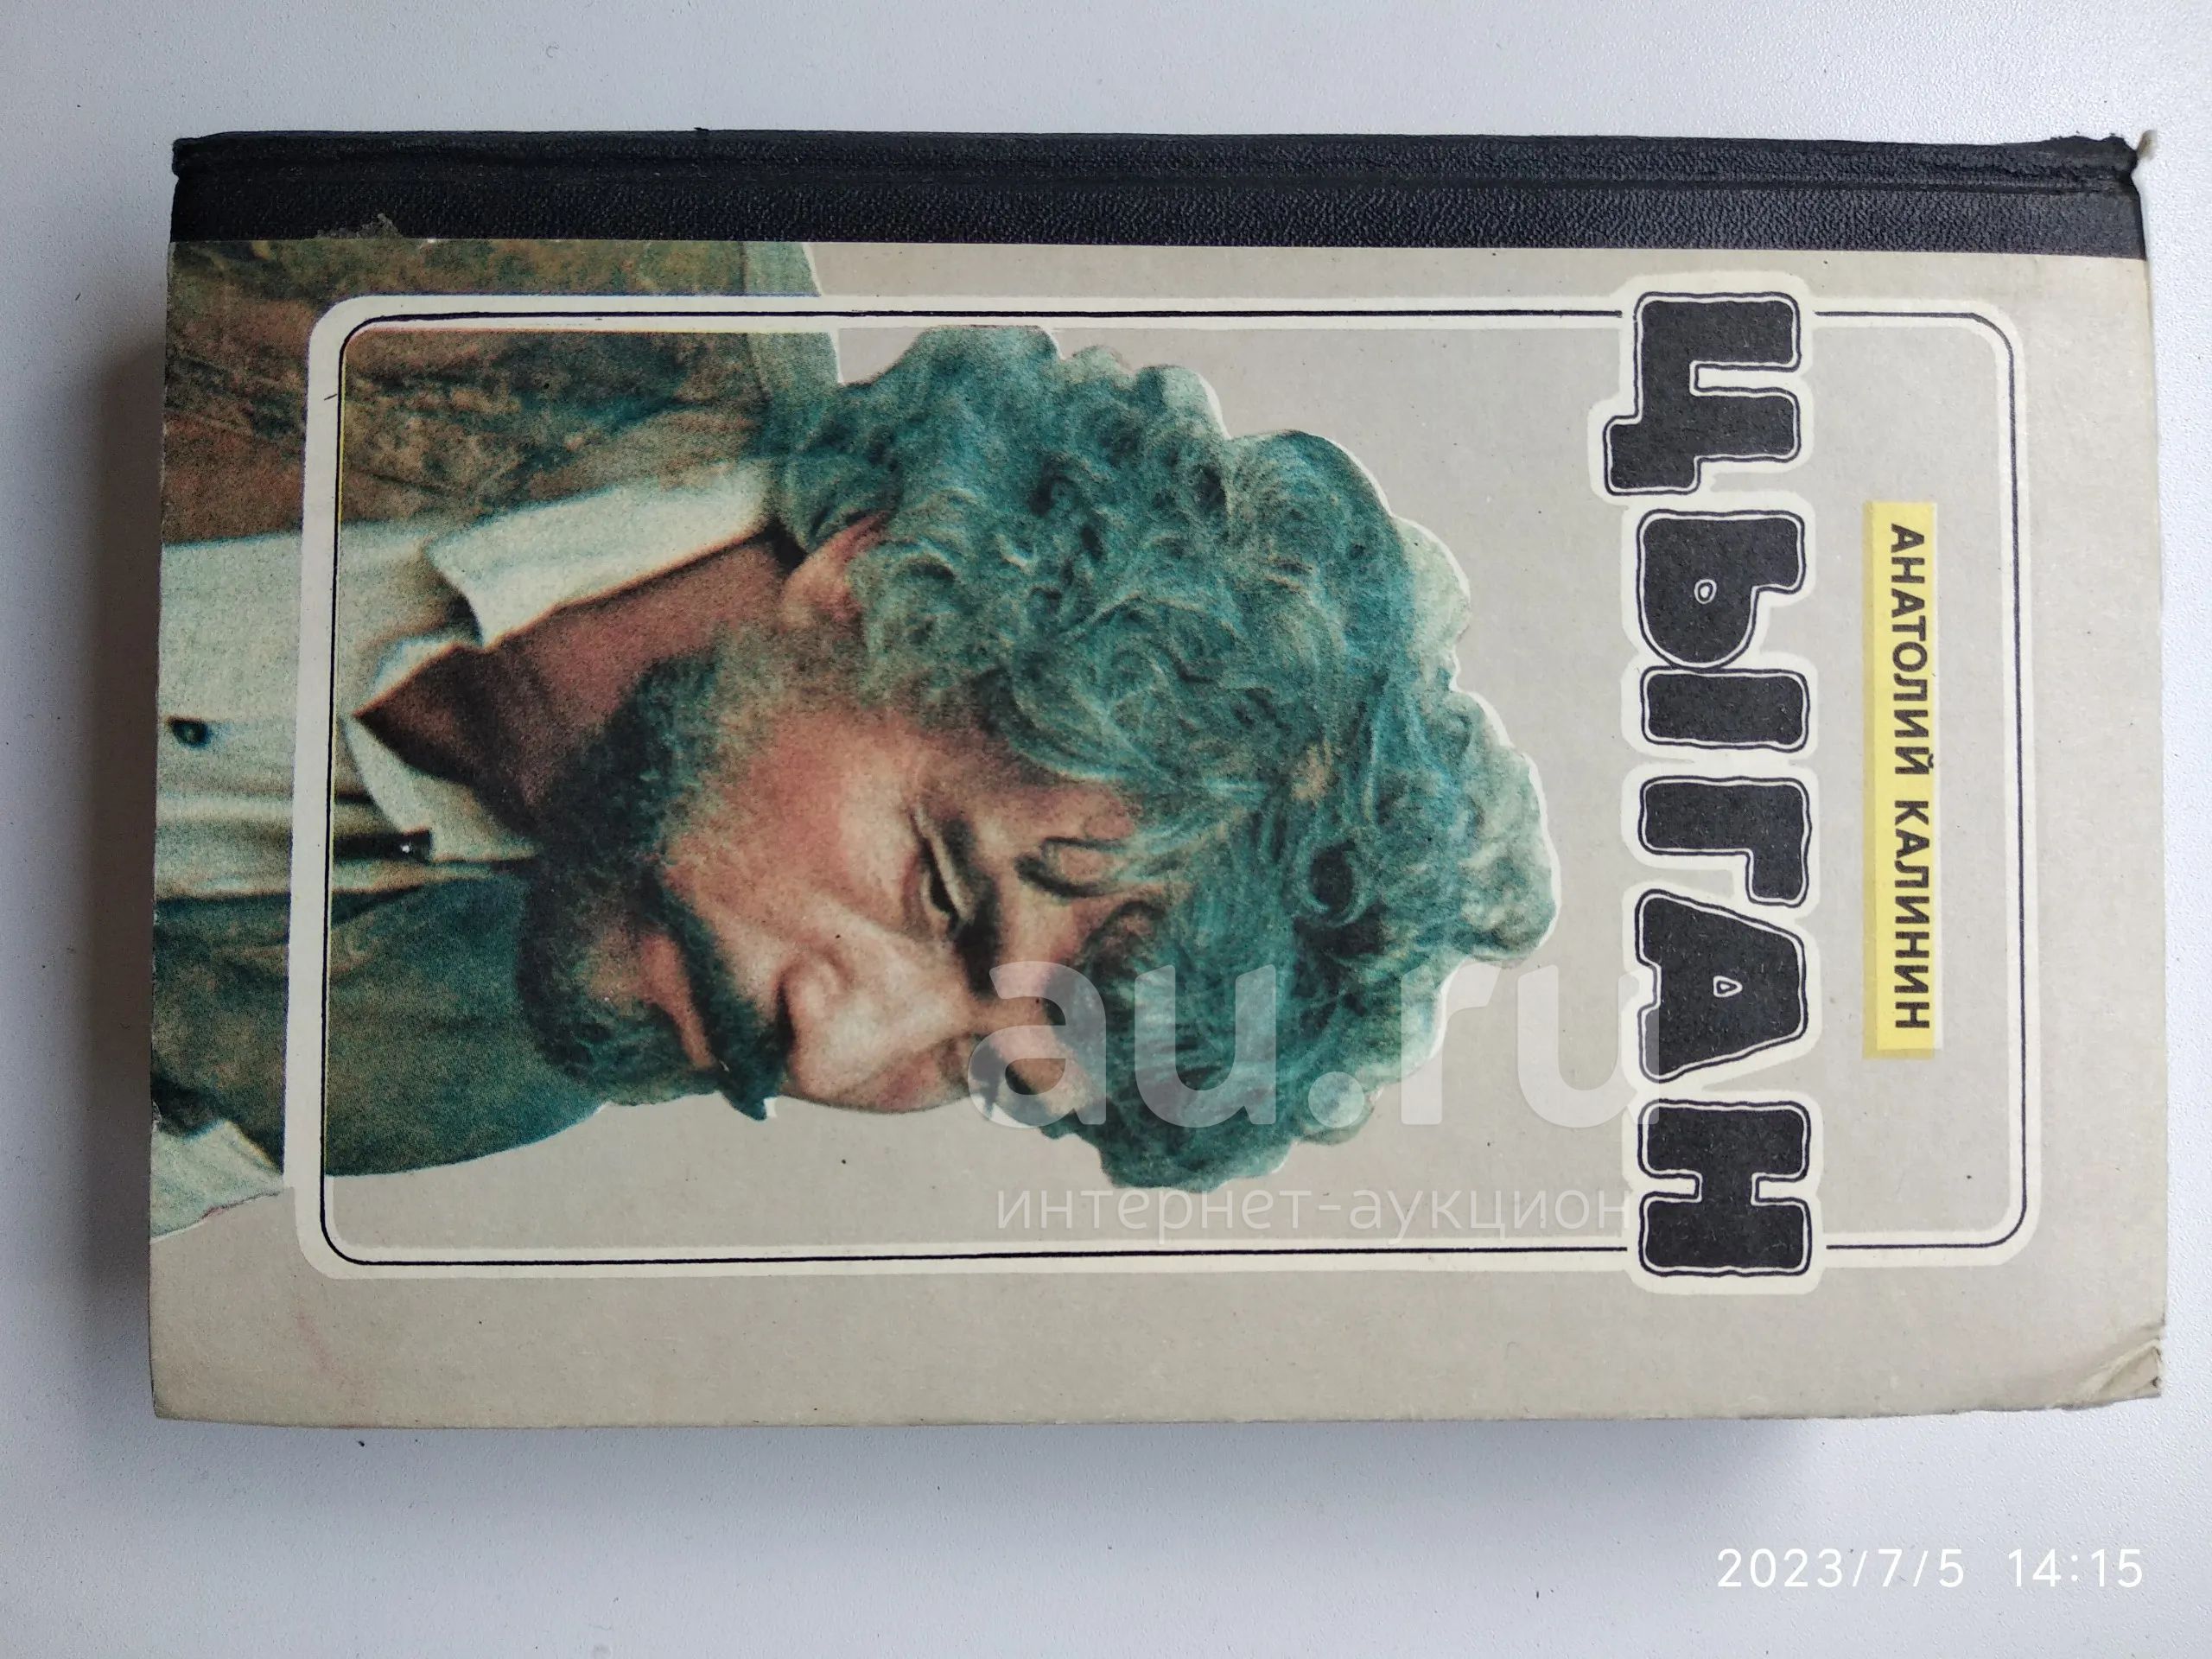 АНАТОЛИЙ КАЛИНИН
ЦЫГАН
au.ru
интернет-аукцион
2023/7/5 14:15